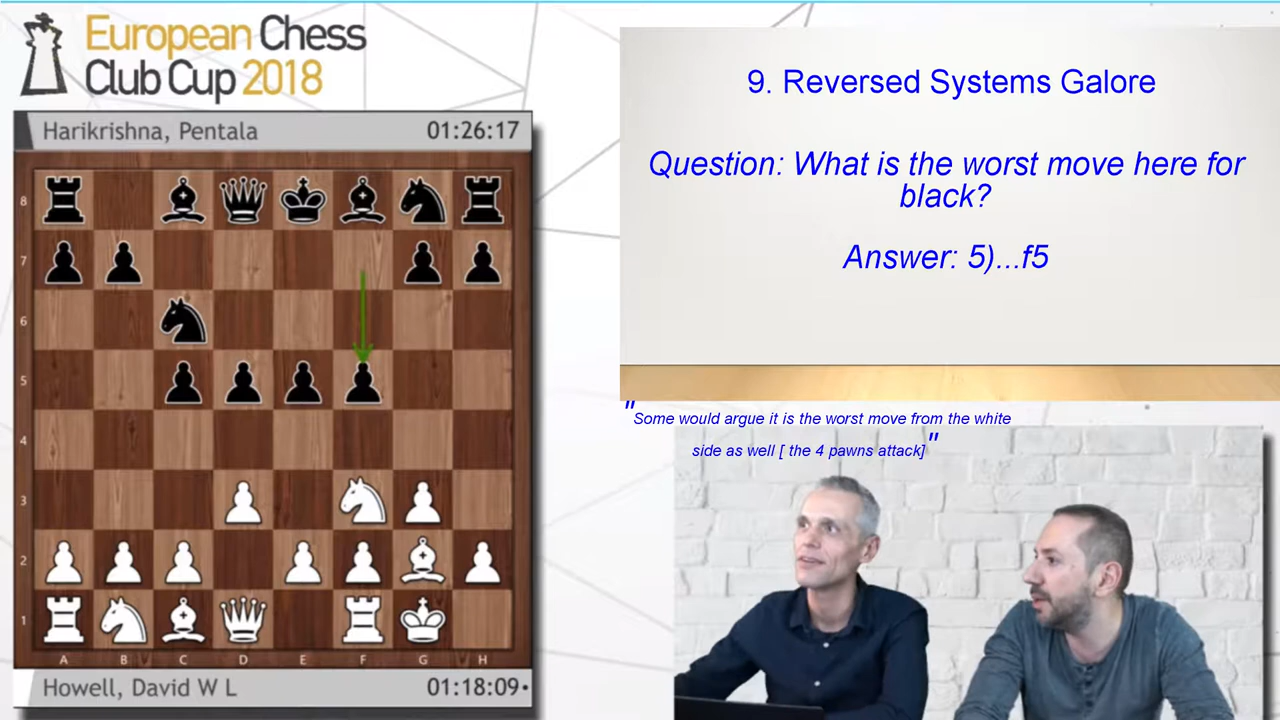 European Chess
Club Cup 2018
Harikrishna, Pentala 01:26:17
8
7
6
5
4
3
2
1
A B C D E F G H
Howell, David W L 01:18:09
9. Reversed Systems Galore
Question: What is the worst move here for
black?
Answer: 5)...f5
"Some would argue it is the worst move from the white
side as well [ the 4 pawns attack]"